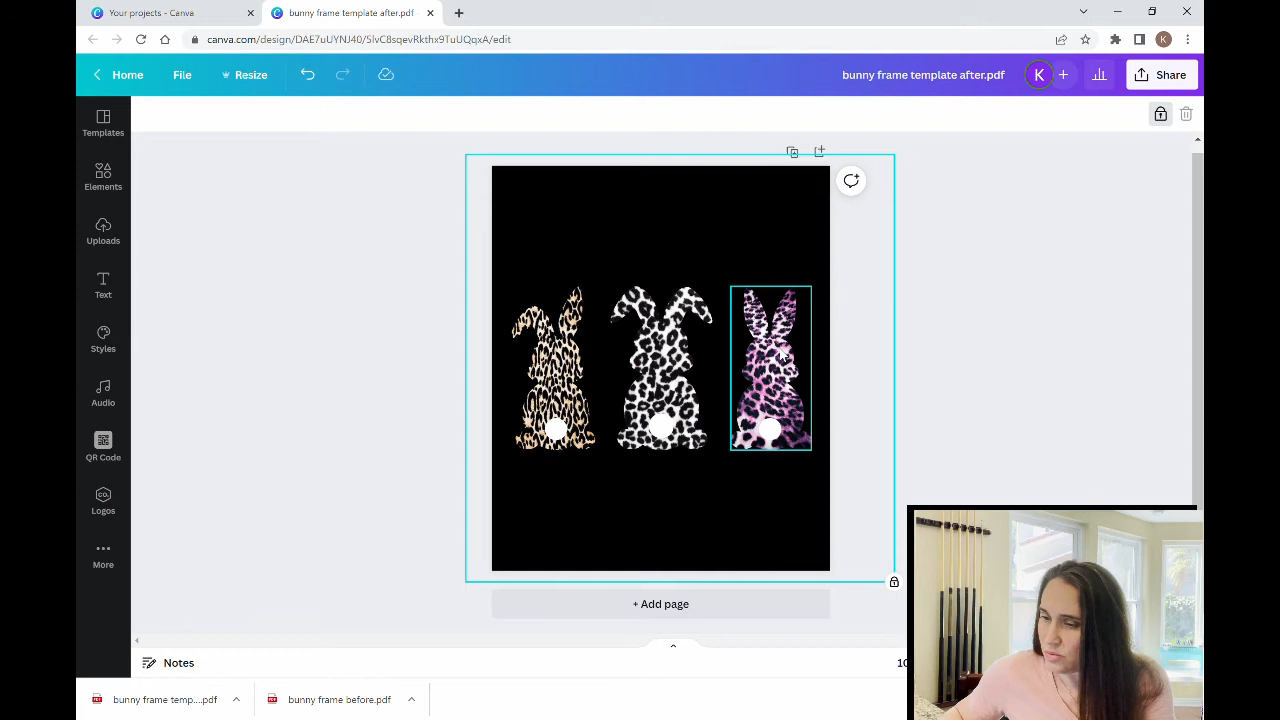 Your projects - Canva
bunny frame template after.pdf
canva.com/design/DAE7uUYNJ40/5lvC8sqevRkthx9TuUQqxA/edit
K
Home
File
Resize
bunny frame template after.pdf
K
Share
Templates
Elements
Uploads
Text
Styles
Audio
QR Code
CO.
Logos
More
+ Add page
Notes
10
bunny frame temp....pdf
bunny frame before.pdf